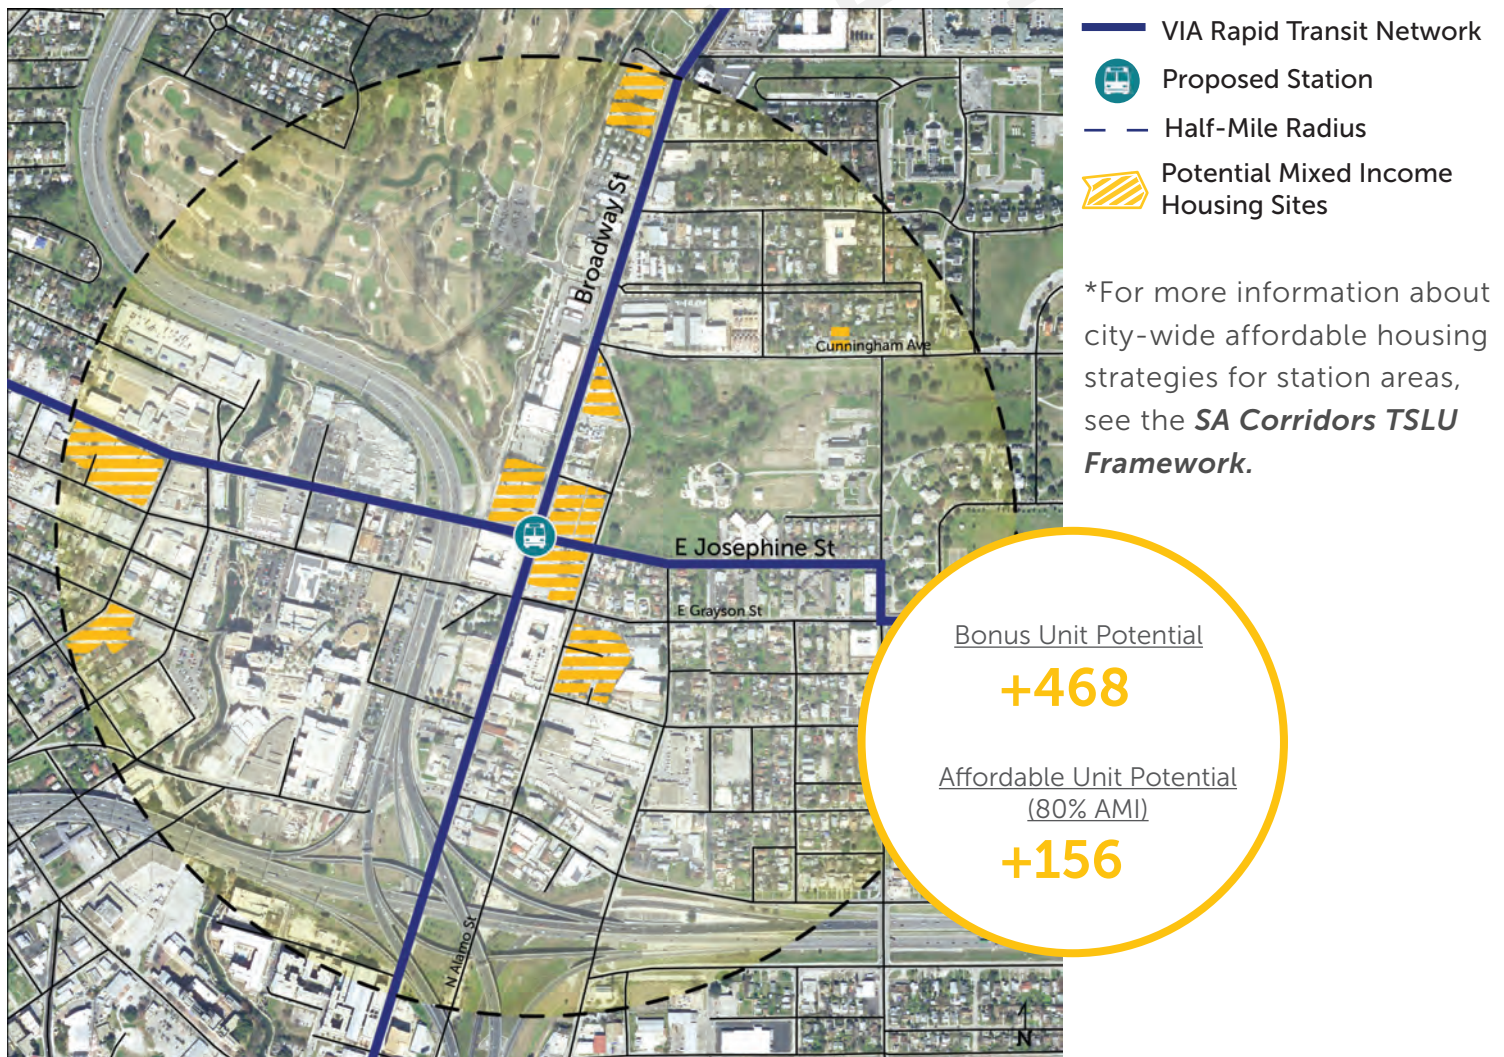 VIA Rapid Transit Network
Proposed Station
Half-Mile Radius
Potential Mixed Income
Housing Sites
*For more information about
city-wide affordable housing
strategies for station areas,
see the SA Corridors TSLU
Framework.
Broadway St
Cunningham Ave
E Josephine St
E Grayson St
N Alamo St
N
Bonus Unit Potential
+468
Affordable Unit Potential
(80% AMI)
+156